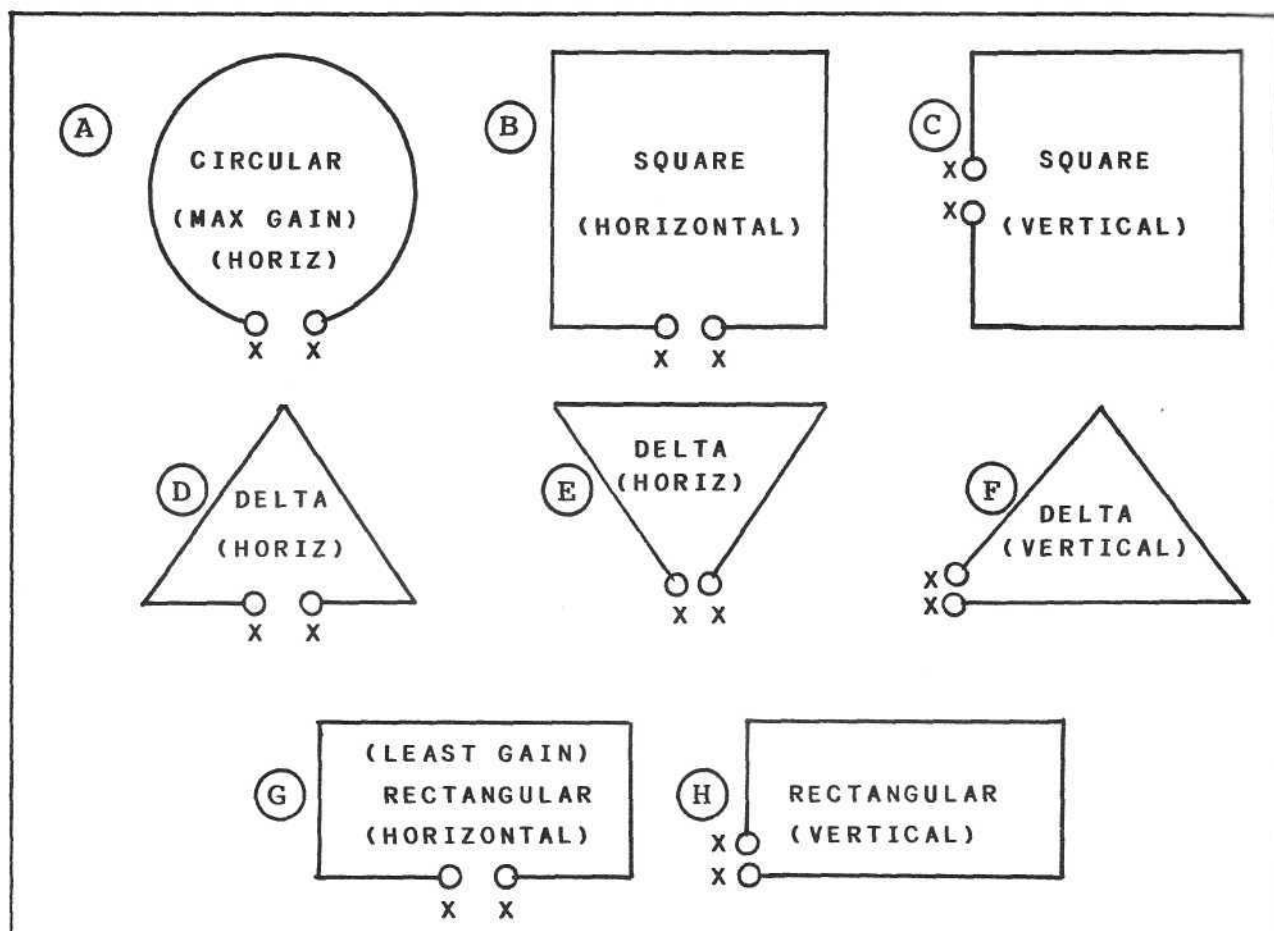 A
CIRCULAR
(MAX GAIN)
(HORIZ)
X X
B
SQUARE
(HORIZONTAL)
X X
C
SQUARE
(VERTICAL)
X
X
D
DELTA
(HORIZ)
X X
E
DELTA
(HORIZ)
X X
F
DELTA
(VERTICAL)
X
X
G
(LEAST GAIN)
RECTANGULAR
(HORIZONTAL)
X X
H
RECTANGULAR
(VERTICAL)
X
X